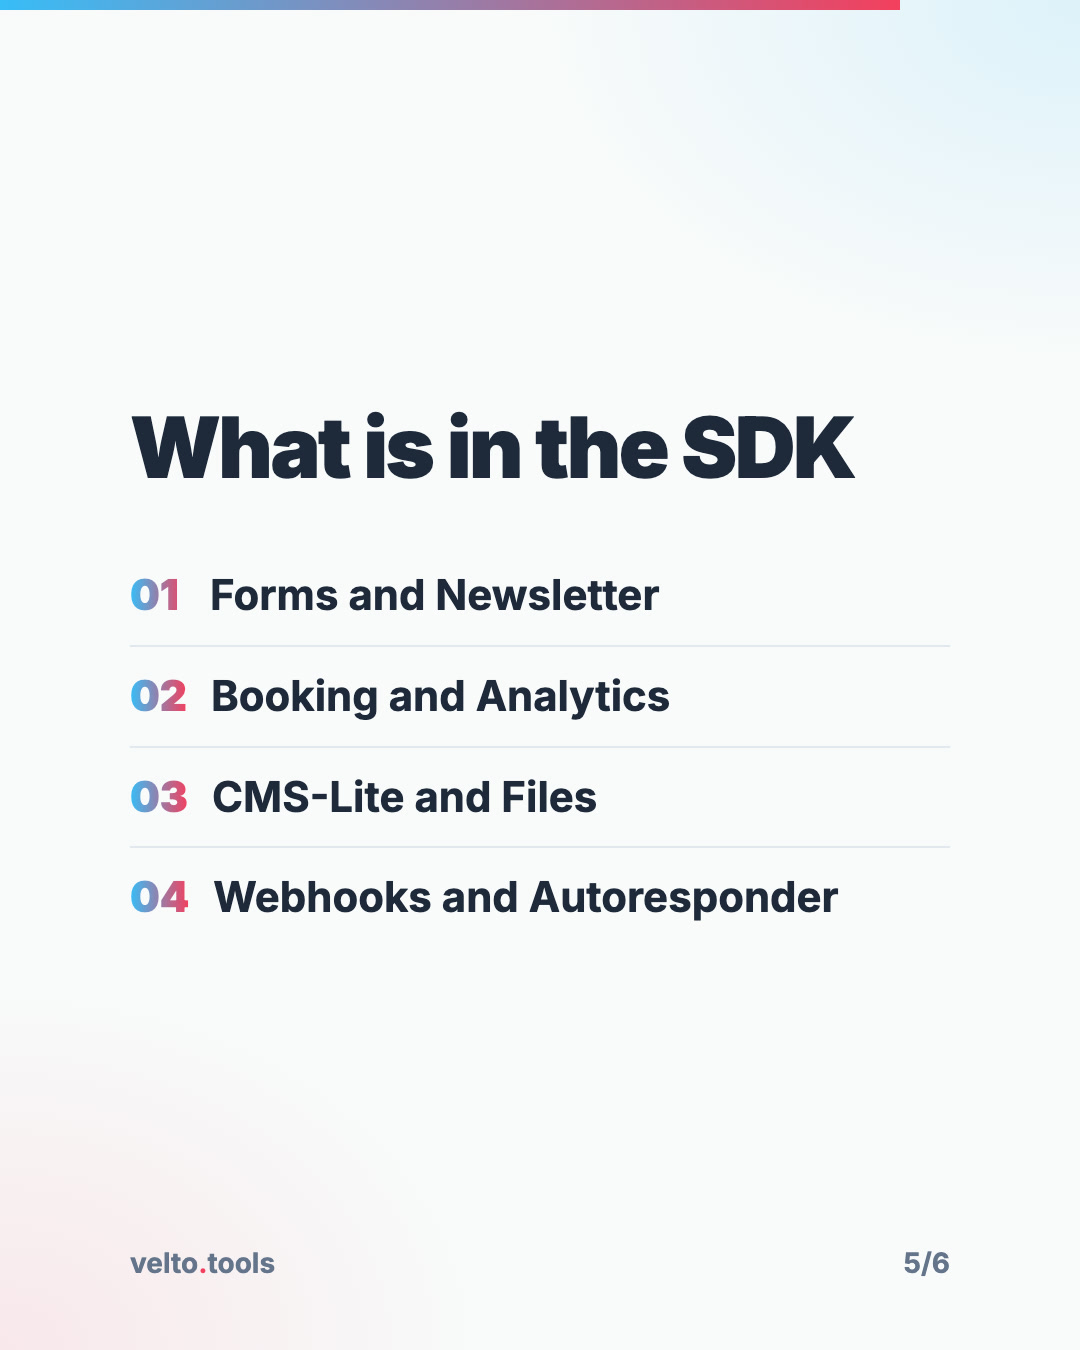 What is in the SDK
01 Forms and Newsletter
02 Booking and Analytics
03 CMS-Lite and Files
04 Webhooks and Autoresponder
velto.tools
5/6